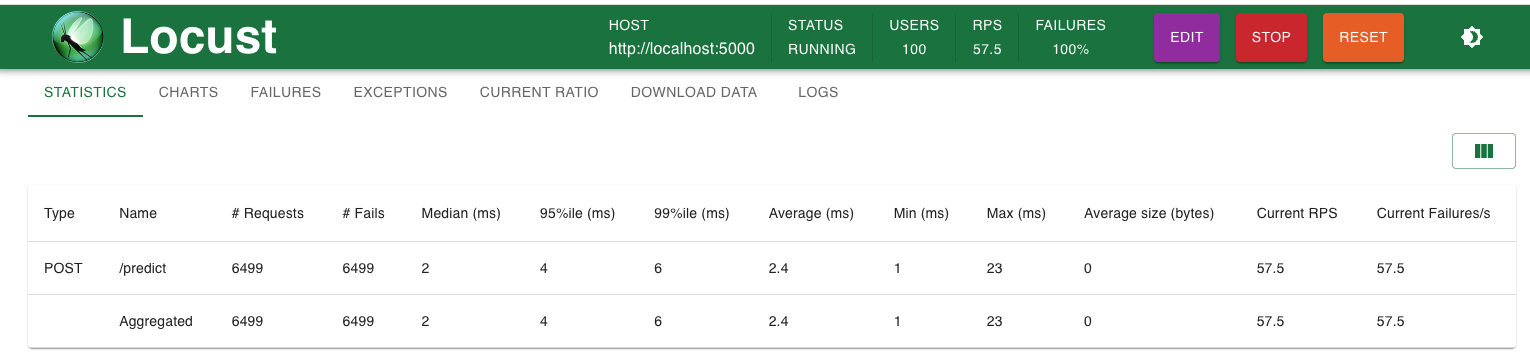 Locust
HOST
http://localhost:5000
STATUS
RUNNING
USERS
100
RPS
57.5
FAILURES
100%
EDIT
STOP
RESET
STATISTICS CHARTS FAILURES EXCEPTIONS CURRENT RATIO DOWNLOAD DATA LOGS
Type Name # Requests # Fails Median (ms) 95%ile (ms) 99%ile (ms) Average (ms) Min (ms) Max (ms) Average size (bytes) Current RPS Current Failures/s
POST /predict 6499 6499 2 4 6 2.4 1 23 0 57.5 57.5
Aggregated 6499 6499 2 4 6 2.4 1 23 0 57.5 57.5